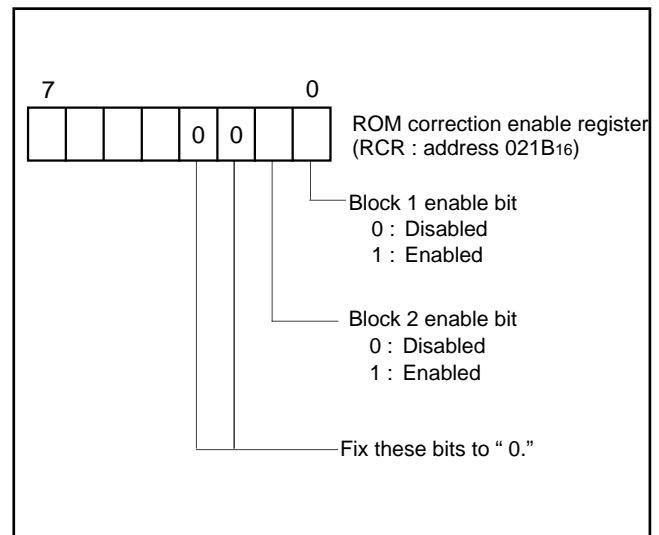 7 0
0 0
ROM correction enable register
(RCR : address 021B16)
Block 1 enable bit
0 : Disabled
1 : Enabled
Block 2 enable bit
0 : Disabled
1 : Enabled
Fix these bits to “ 0.”